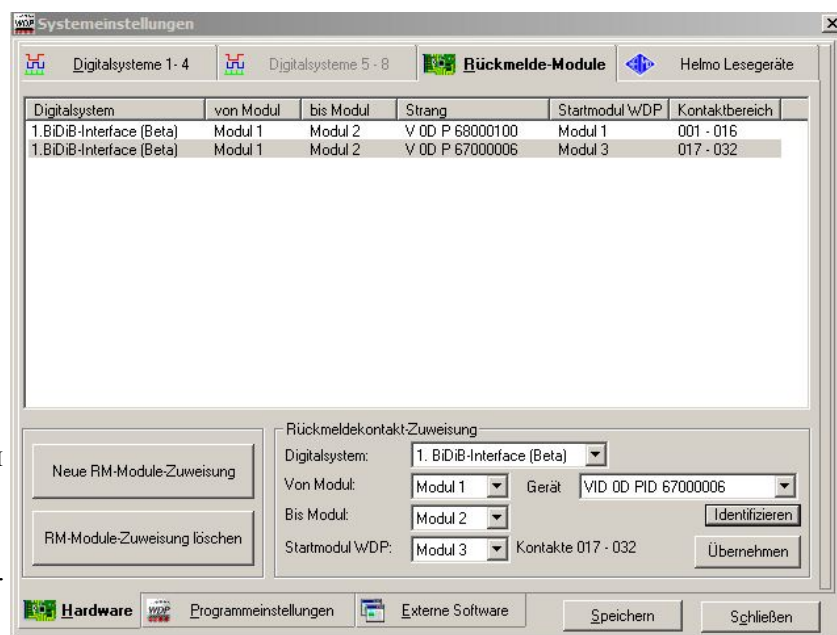 WDP Systemeinstellungen
Digitalsysteme 1- 4 Digitalsysteme 5 - 8 Rückmelde-Module Helmo Lesegeräte
Digitalsystem von Modul bis Modul Strang Startmodul WDP Kontaktbereich
1.BiDiB-Interface (Beta) Modul 1 Modul 2 V 0D P 68000100 Modul 1 001 - 016
1.BiDiB-Interface (Beta) Modul 1 Modul 2 V 0D P 67000006 Modul 3 017 - 032
Neue RM-Module-Zuweisung
RM-Module-Zuweisung löschen
Rückmeldekontakt-Zuweisung
Digitalsystem: 1. BiDiB-Interface (Beta)
Von Modul: Modul 1 Gerät VID 0D PID 67000006
Bis Modul: Modul 2 Identifizieren
Startmodul WDP: Modul 3 Kontakte 017 - 032 Übernehmen
Hardware WDP Programmeinstellungen Externe Software Speichern Schließen